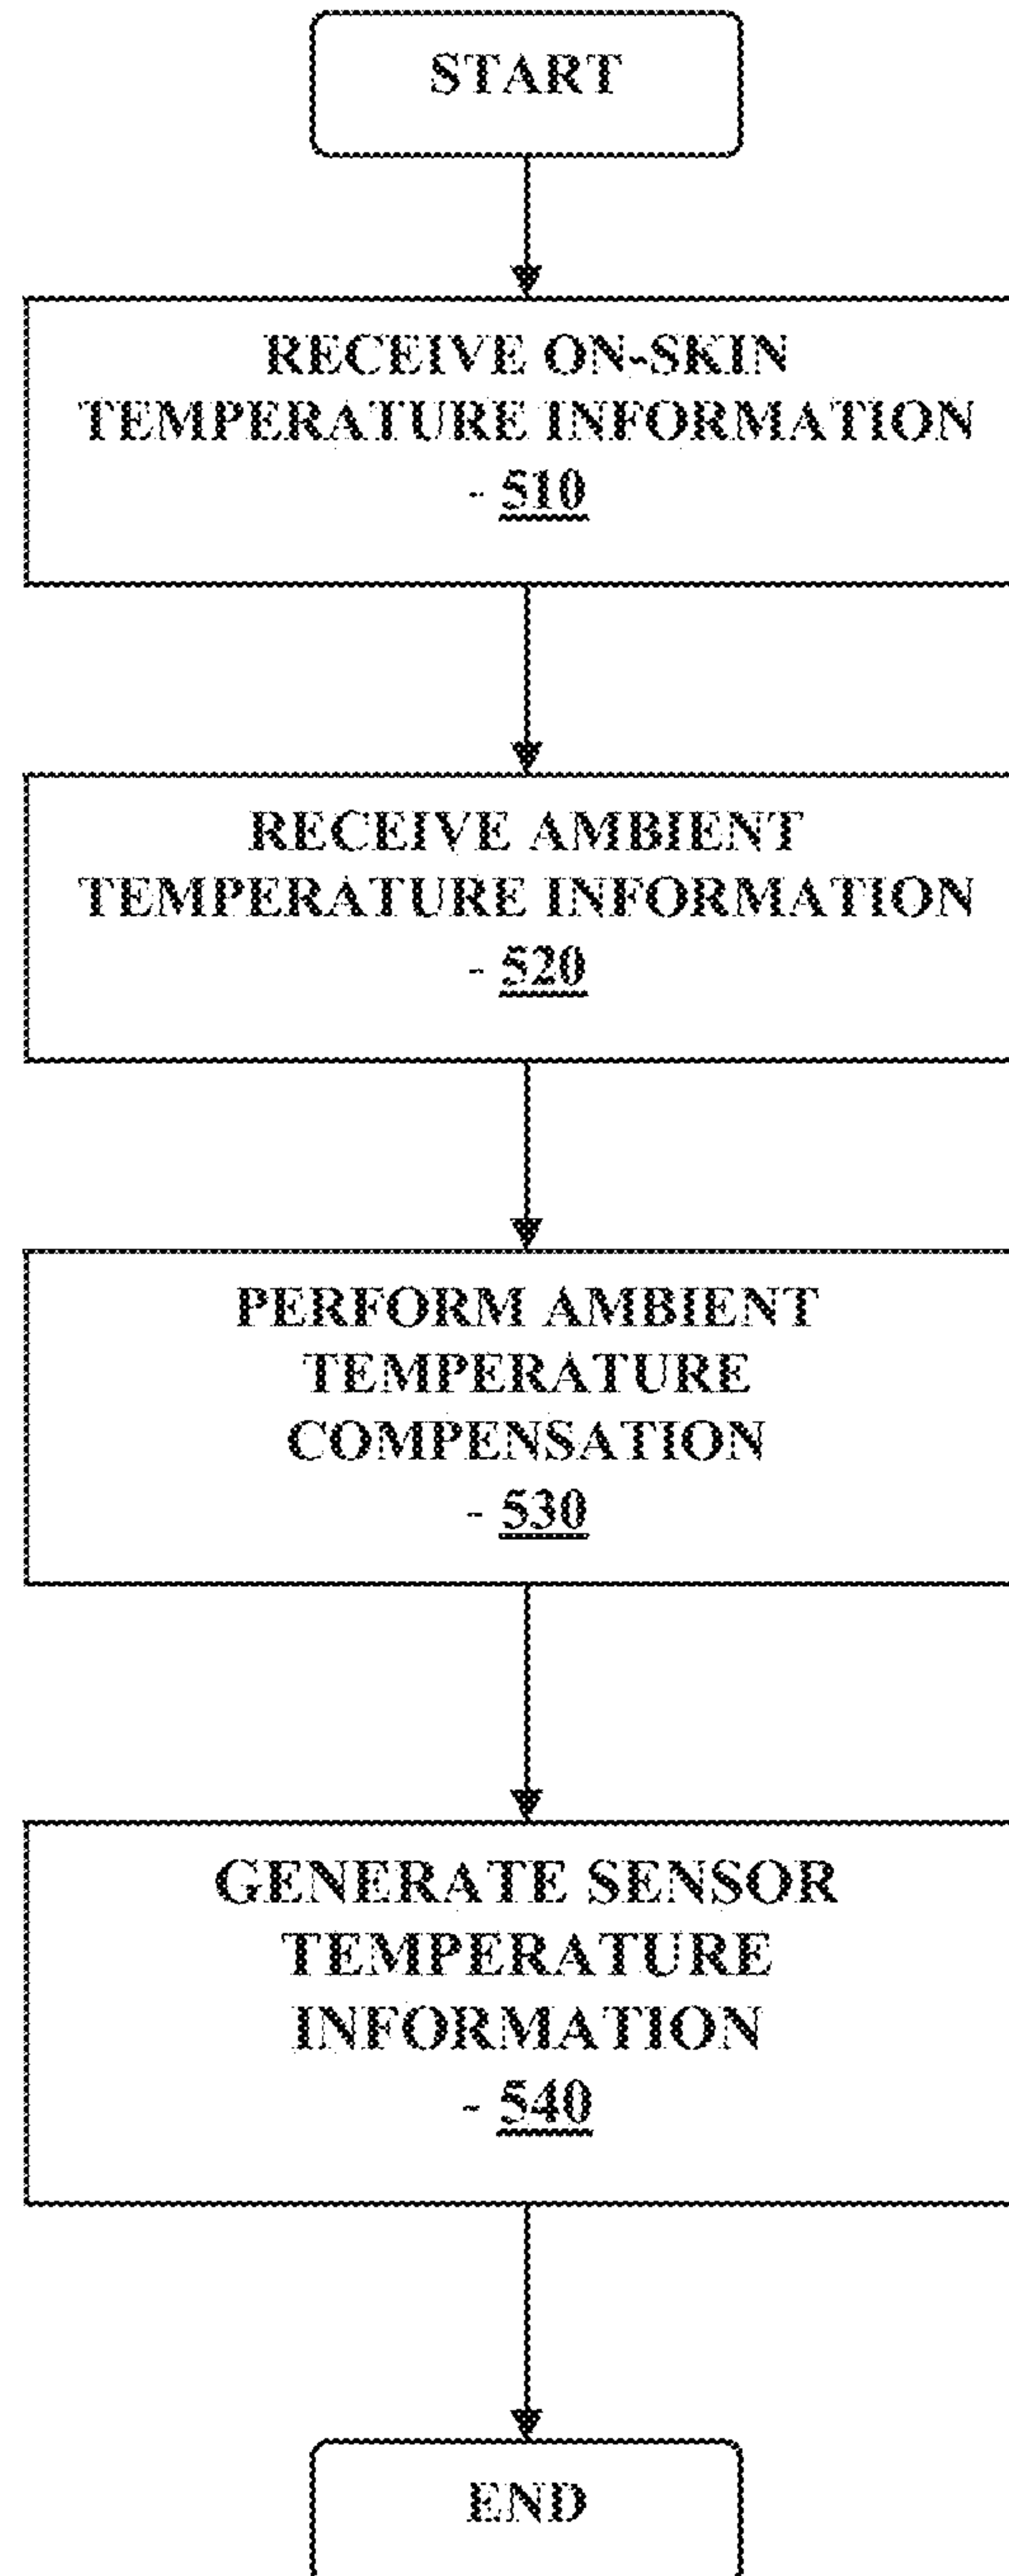 START
RECEIVE ON-SKIN
TEMPERATURE INFORMATION
- 510
RECEIVE AMBIENT
TEMPERATURE INFORMATION
- 520
PERFORM AMBIENT
TEMPERATURE
COMPENSATION
- 530
GENERATE SENSOR
TEMPERATURE
INFORMATION
- 540
END